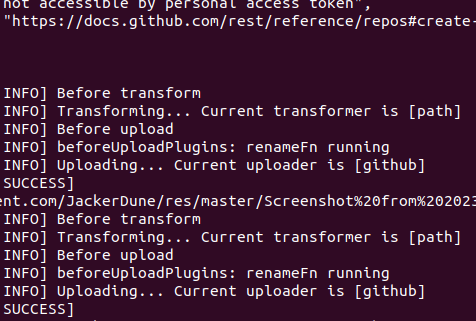 not accessible by personal access token",
"https://docs.github.com/rest/reference/repos#create-
INFO] Before transform
INFO] Transforming... Current transformer is [path]
INFO] Before upload
INFO] beforeUploadPlugins: renameFn running
INFO] Uploading... Current uploader is [github]
SUCCESS]
ent.com/JackerDune/res/master/Screenshot%20from%202023
INFO] Before transform
INFO] Transforming... Current transformer is [path]
INFO] Before upload
INFO] beforeUploadPlugins: renameFn running
INFO] Uploading... Current uploader is [github]
SUCCESS]